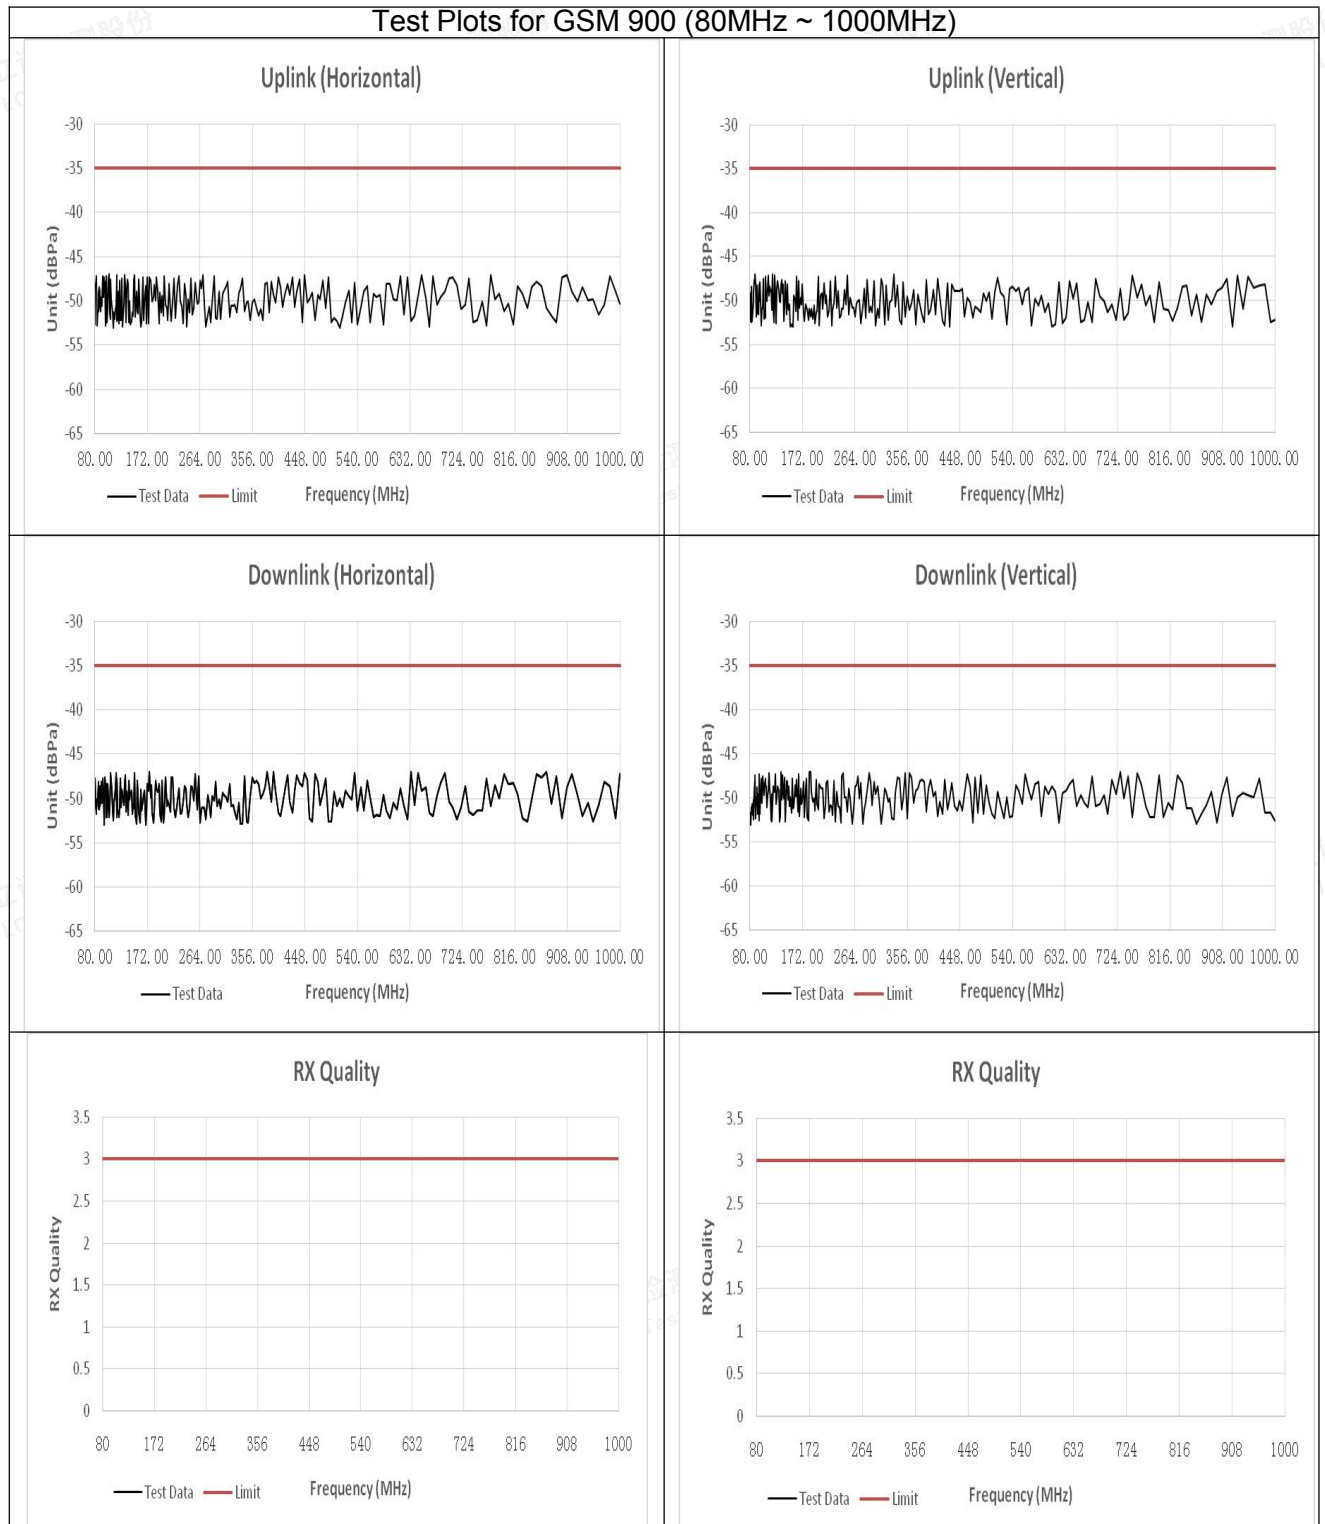 Test Plots for GSM 900 (80MHz ~ 1000MHz)
Uplink (Horizontal)
-30
-35
-40
-45
-50
-55
-60
-65
Unit (dBPa)
80.00 172.00 264.00 356.00 448.00 540.00 632.00 724.00 816.00 908.00 1000.00
Test Data Limit Frequency (MHz)
Uplink (Vertical)
-30
-35
-40
-45
-50
-55
-60
-65
Unit (dBPa)
80.00 172.00 264.00 356.00 448.00 540.00 632.00 724.00 816.00 908.00 1000.00
Test Data Limit Frequency (MHz)
Downlink (Horizontal)
-30
-35
-40
-45
-50
-55
-60
-65
Unit (dBPa)
80.00 172.00 264.00 356.00 448.00 540.00 632.00 724.00 816.00 908.00 1000.00
Test Data Frequency (MHz)
Downlink (Vertical)
-30
-35
-40
-45
-50
-55
-60
-65
Unit (dBPa)
80.00 172.00 264.00 356.00 448.00 540.00 632.00 724.00 816.00 908.00 1000.00
Test Data Limit Frequency (MHz)
RX Quality
3.5
3
2.5
2
1.5
1
0.5
0
RX Quality
80 172 264 356 448 540 632 724 816 908 1000
Test Data Limit Frequency (MHz)
RX Quality
3.5
3
2.5
2
1.5
1
0.5
0
RX Quality
80 172 264 356 448 540 632 724 816 908 1000
Test Data Limit Frequency (MHz)